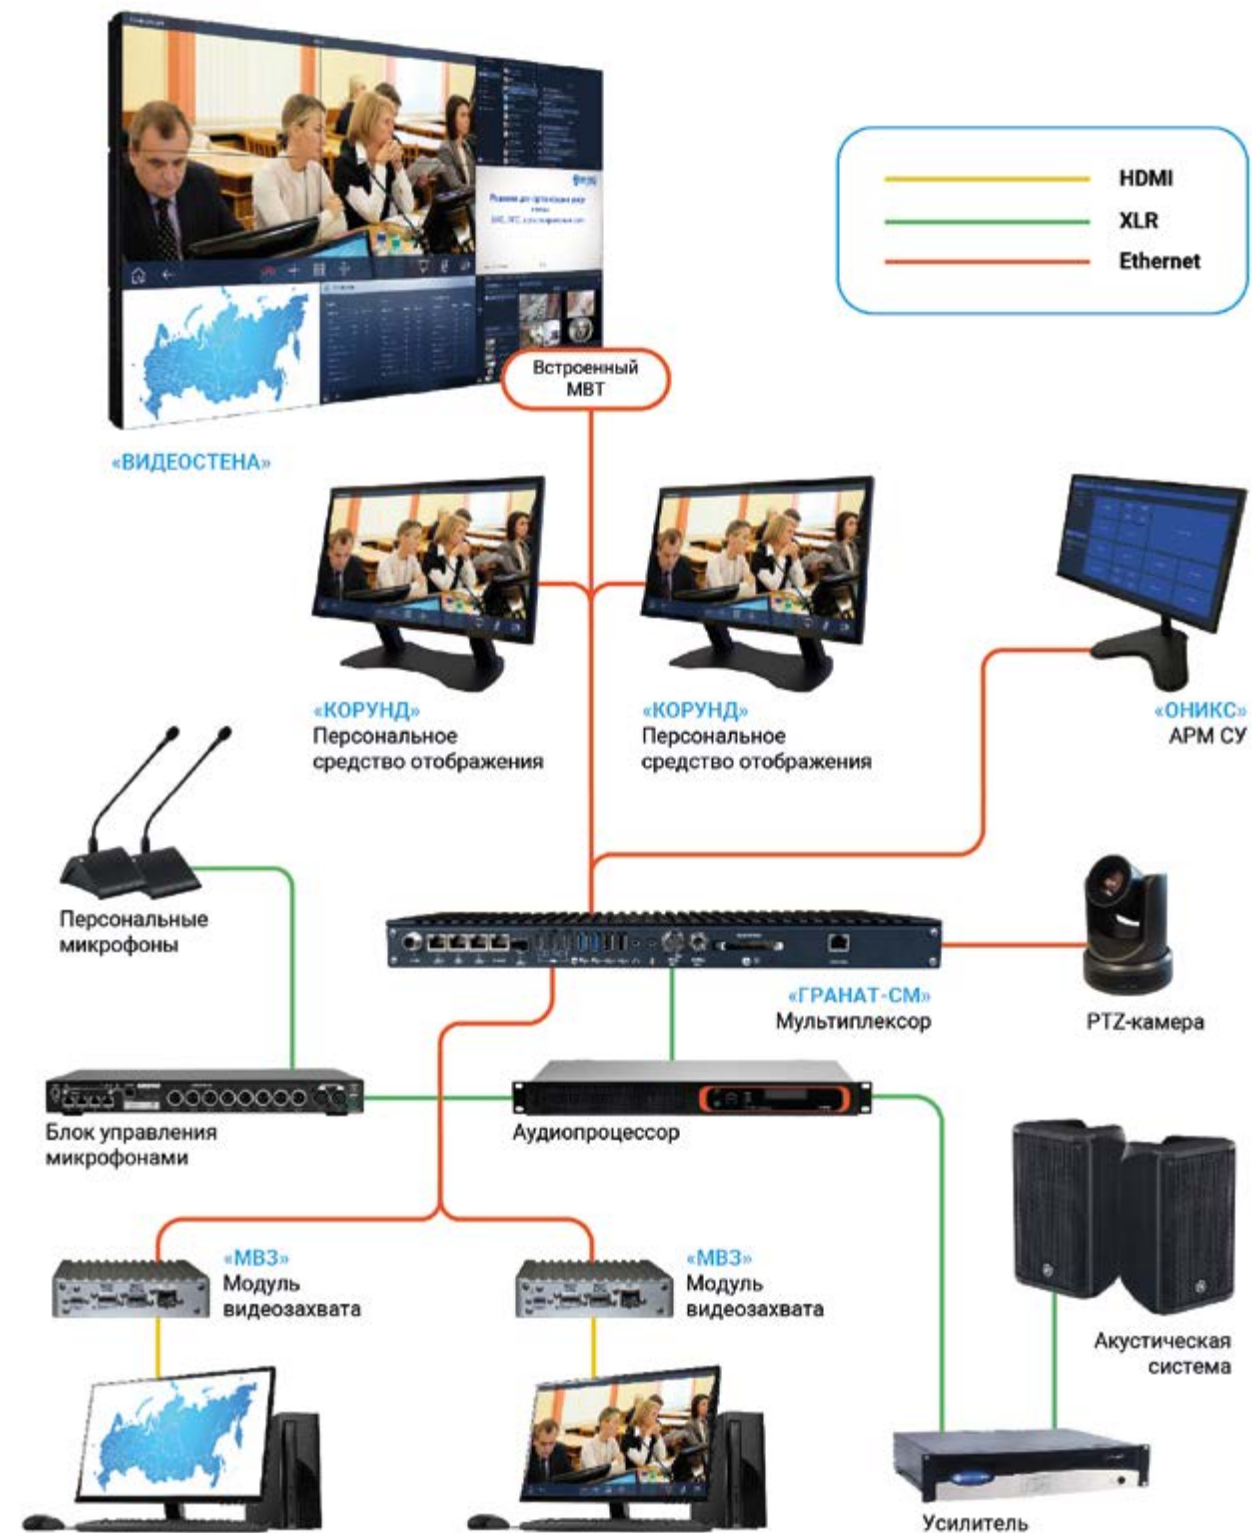 HDMI
XLR
Ethernet
Встроенный
МВТ
«ВИДЕОСТЕНА»
«КОРУНД»
Персональное
средство отображения
«КОРУНД»
Персональное
средство отображения
«ОНИКС»
АРМ СУ
Персональные
микрофоны
«ГРАНАТ-СМ»
Мультиплексор
PTZ-камера
Блок управления
микрофонами
Аудиопроцессор
«МВЗ»
Модуль
видеозахвата
«МВЗ»
Модуль
видеозахвата
Акустическая
система
Усилитель